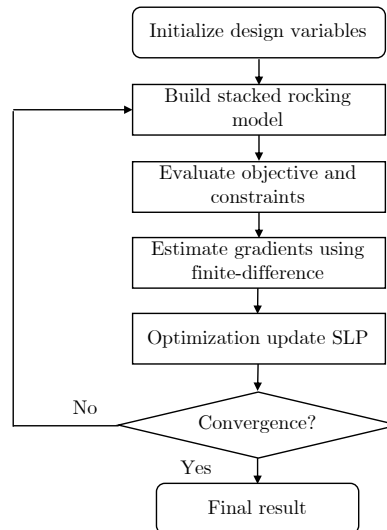 Initialize design variables
Build stacked rocking
model
Evaluate objective and
constraints
Estimate gradients using
finite-difference
Optimization update SLP
No
Convergence?
Yes
Final result